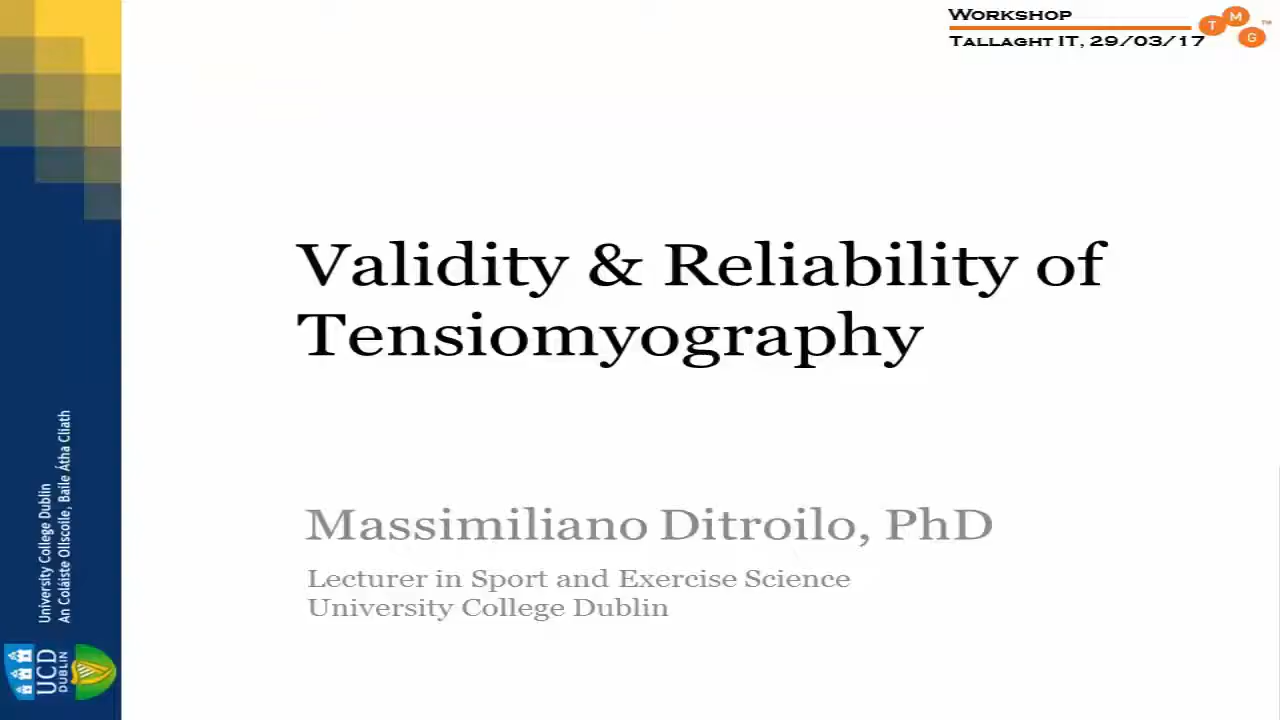 WORKSHOP
TALLAGHT IT, 29/03/17
T M G ™
Validity & Reliability of
Tensiomyography
Massimiliano Ditroilo, PhD
Lecturer in Sport and Exercise Science
University College Dublin
University College Dublin
An Coláiste Ollscoile, Baile Átha Cliath
UCD
DUBLIN